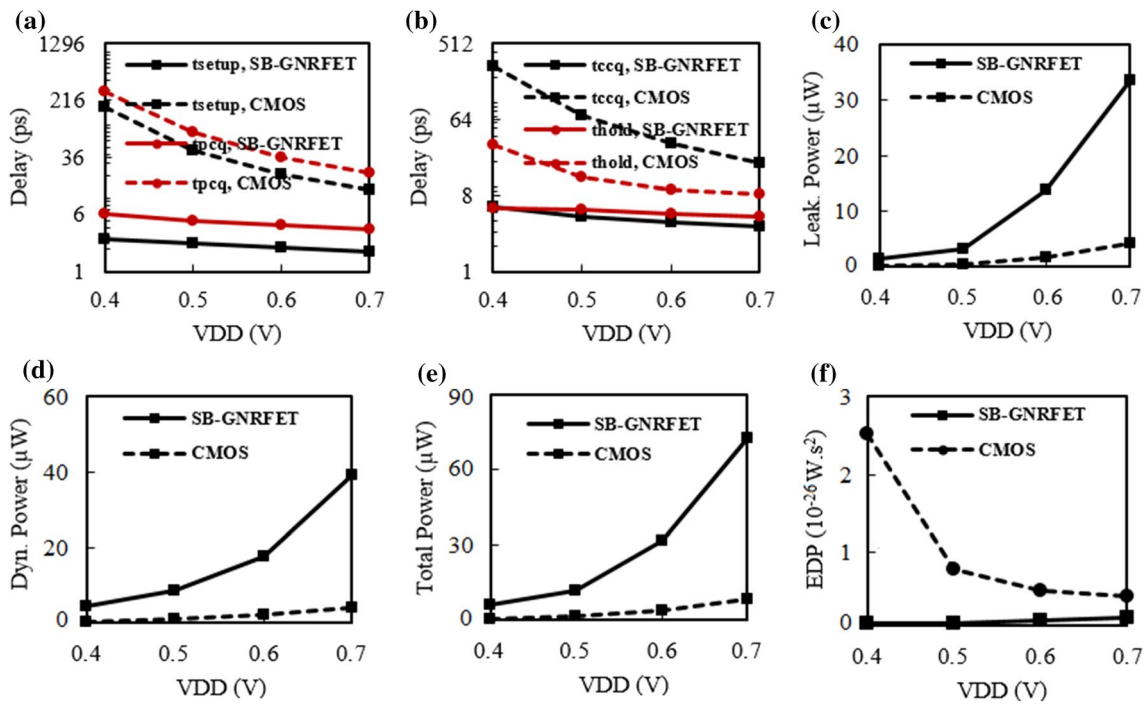 (a)
1296
216
36
6
1
Delay (ps)
tsetup, SB-GNRFET
tsetup, CMOS
tpcq, SB-GNRFET
tpcq, CMOS
0.4 0.5 0.6 0.7
VDD (V)
(b)
512
64
8
1
Delay (ps)
tccq, SB-GNRFET
tccq, CMOS
thold, SB-GNRFET
thold, CMOS
0.4 0.5 0.6 0.7
VDD (V)
(c)
40
30
20
10
0
Leak. Power (µW)
SB-GNRFET
CMOS
0.4 0.5 0.6 0.7
VDD (V)
(d)
60
40
20
0
Dyn. Power (µW)
SB-GNRFET
CMOS
0.4 0.5 0.6 0.7
VDD (V)
(e)
90
60
30
0
Total Power (µW)
SB-GNRFET
CMOS
0.4 0.5 0.6 0.7
VDD (V)
(f)
3
2
1
0
EDP (10⁻²⁶W.s²)
SB-GNRFET
CMOS
0.4 0.5 0.6 0.7
VDD (V)